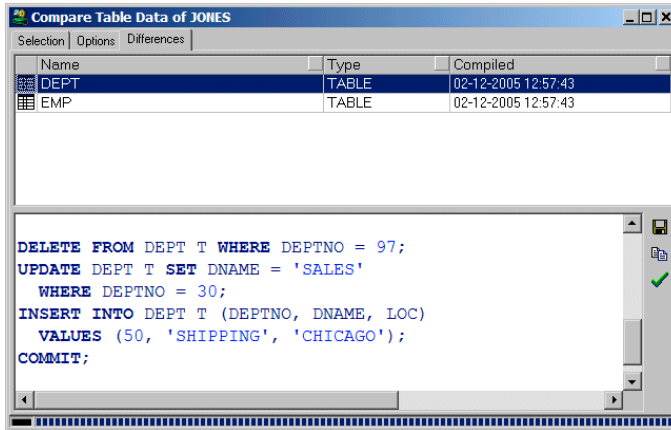 Compare Table Data of JONES
Selection Options Differences
Name Type Compiled
DEPT TABLE 02-12-2005 12:57:43
EMP TABLE 02-12-2005 12:57:43
DELETE FROM DEPT T WHERE DEPTNO = 97;
UPDATE DEPT T SET DNAME = 'SALES'
WHERE DEPTNO = 30;
INSERT INTO DEPT T (DEPTNO, DNAME, LOC)
VALUES (50, 'SHIPPING', 'CHICAGO');
COMMIT;